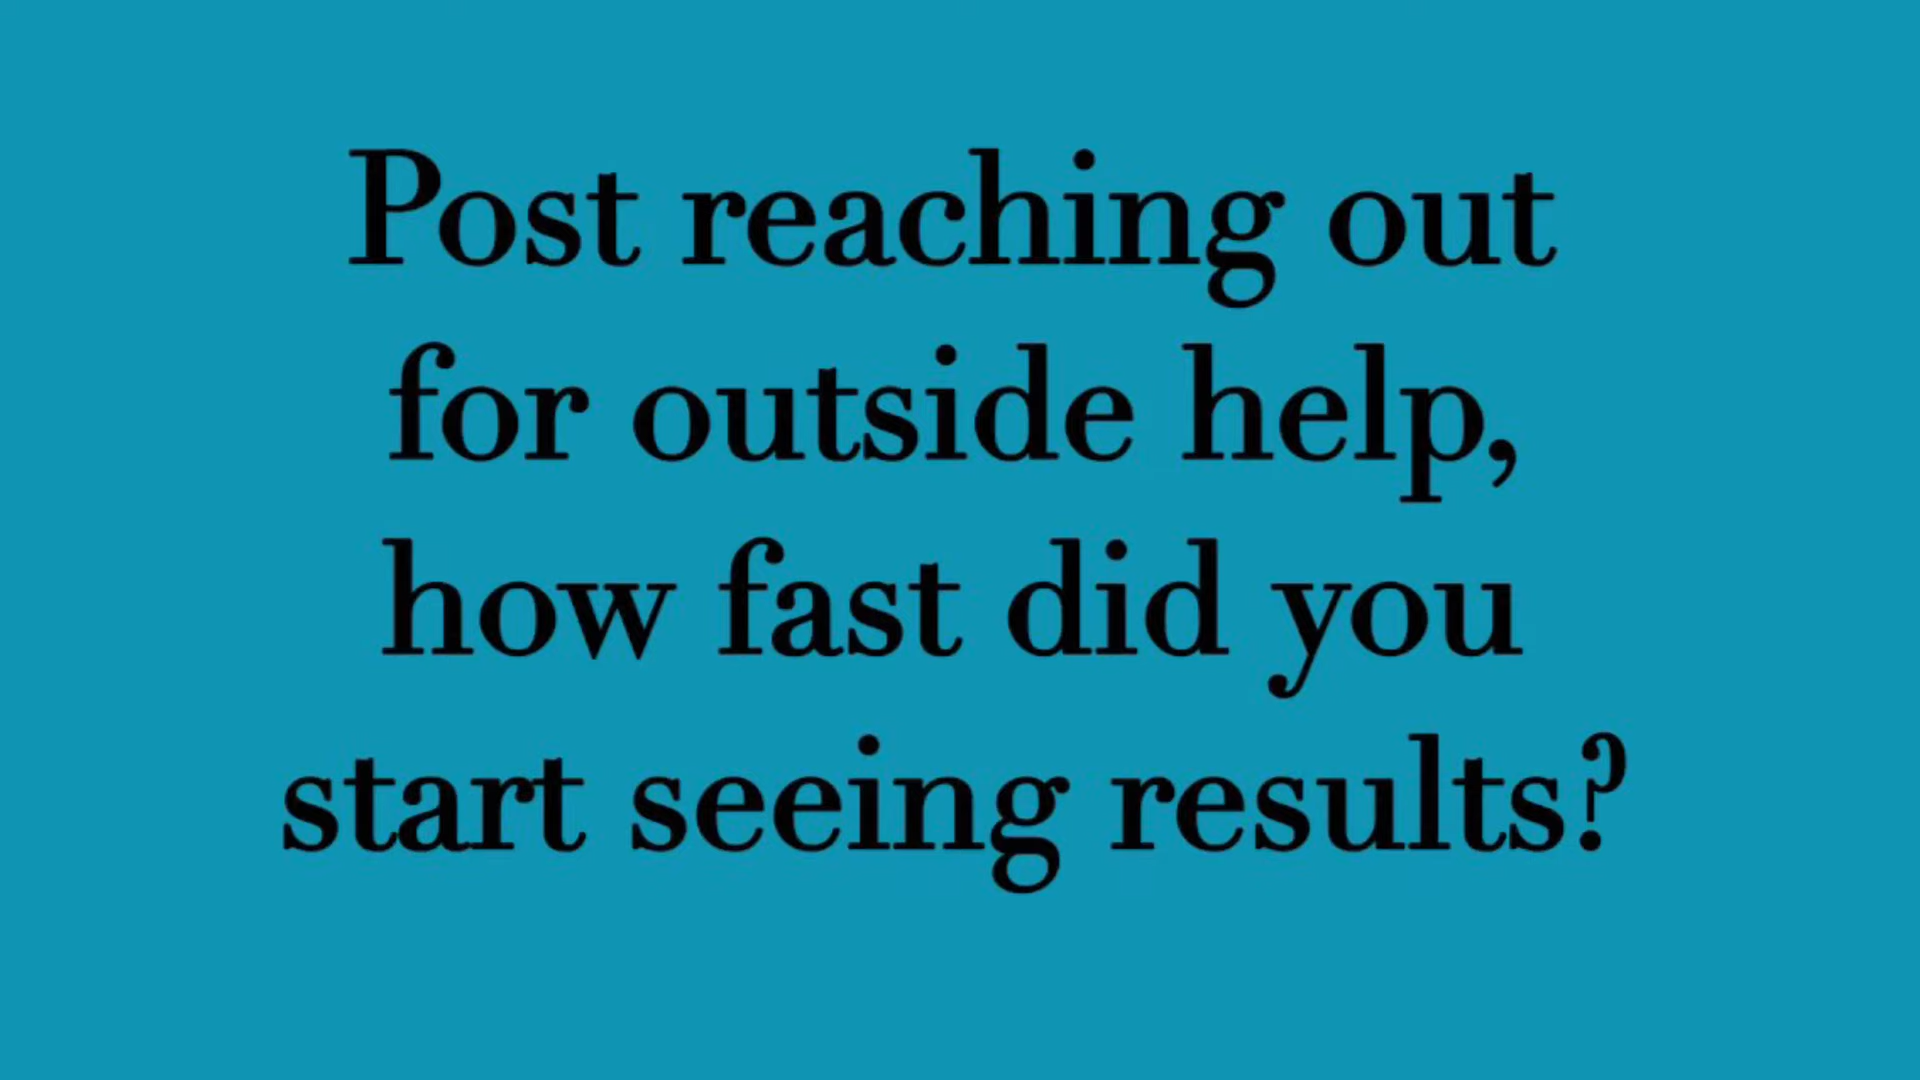 Post reaching out
for outside help,
how fast did you
start seeing results?